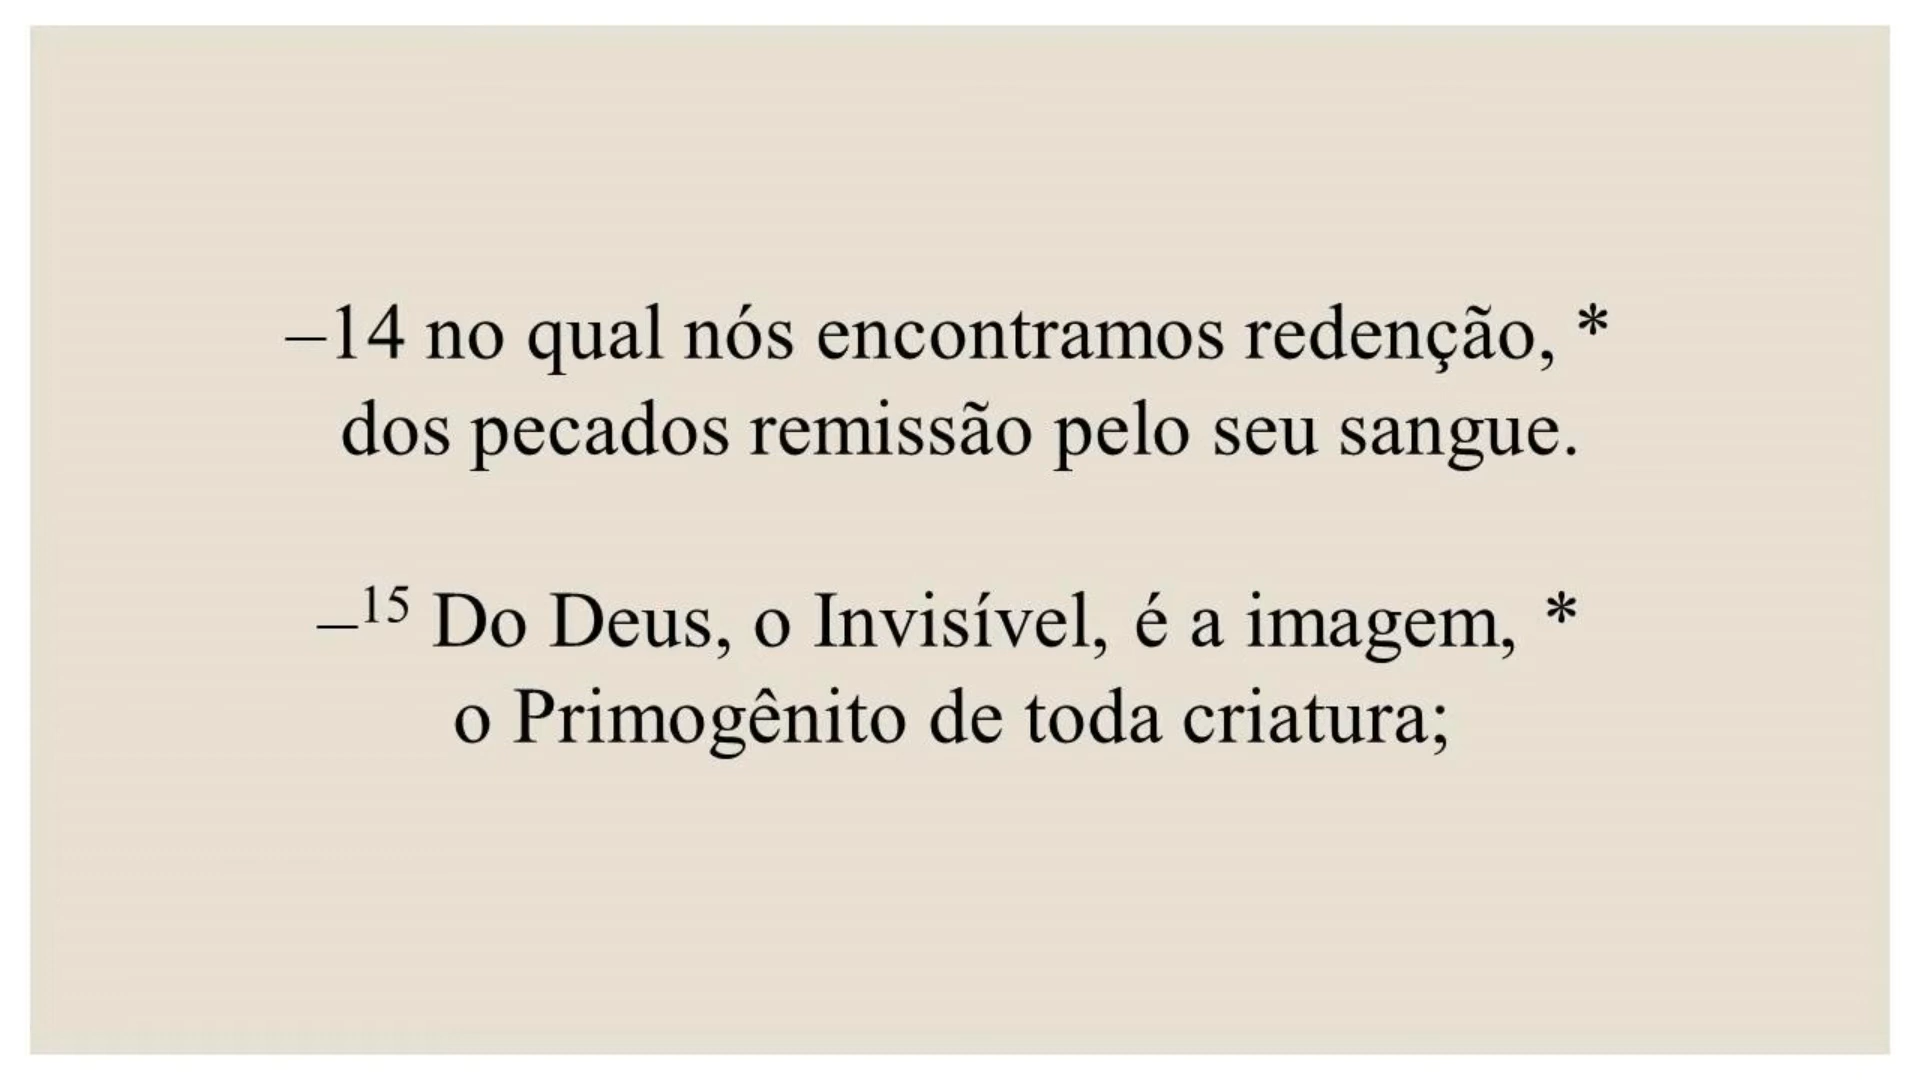 –14 no qual nós encontramos redenção, *
dos pecados remissão pelo seu sangue.
–15 Do Deus, o Invisível, é a imagem, *
o Primogênito de toda criatura;